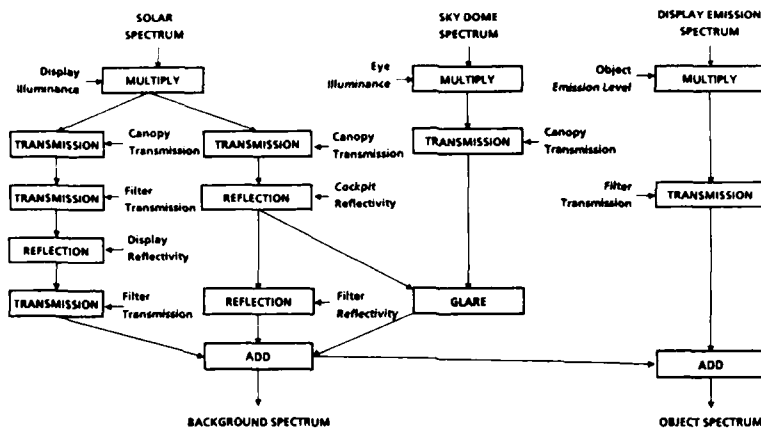 SOLAR
SPECTRUM
SKY DOME
SPECTRUM
DISPLAY EMISSION
SPECTRUM
Display
Illuminance
MULTIPLY
Eye
Illuminance
MULTIPLY
Object
Emission Level
MULTIPLY
TRANSMISSION
Canopy
Transmission
TRANSMISSION
Canopy
Transmission
TRANSMISSION
Canopy
Transmission
TRANSMISSION
Filter
Transmission
REFLECTION
Cockpit
Reflectivity
Filter
Transmission
TRANSMISSION
REFLECTION
Display
Reflectivity
TRANSMISSION
Filter
Transmission
REFLECTION
Filter
Reflectivity
GLARE
ADD
ADD
BACKGROUND SPECTRUM
OBJECT SPECTRUM